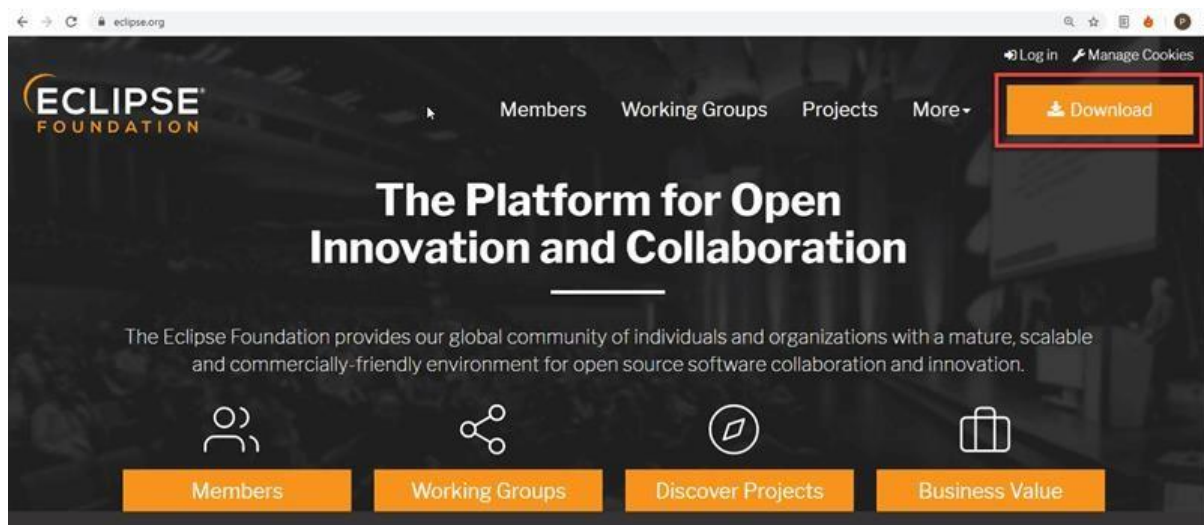 eclipse.org
P
Log in Manage Cookies
ECLIPSE®
FOUNDATION
Members Working Groups Projects More Download
The Platform for Open
Innovation and Collaboration
The Eclipse Foundation provides our global community of individuals and organizations with a mature, scalable
and commercially-friendly environment for open source software collaboration and innovation.
Members Working Groups Discover Projects Business Value